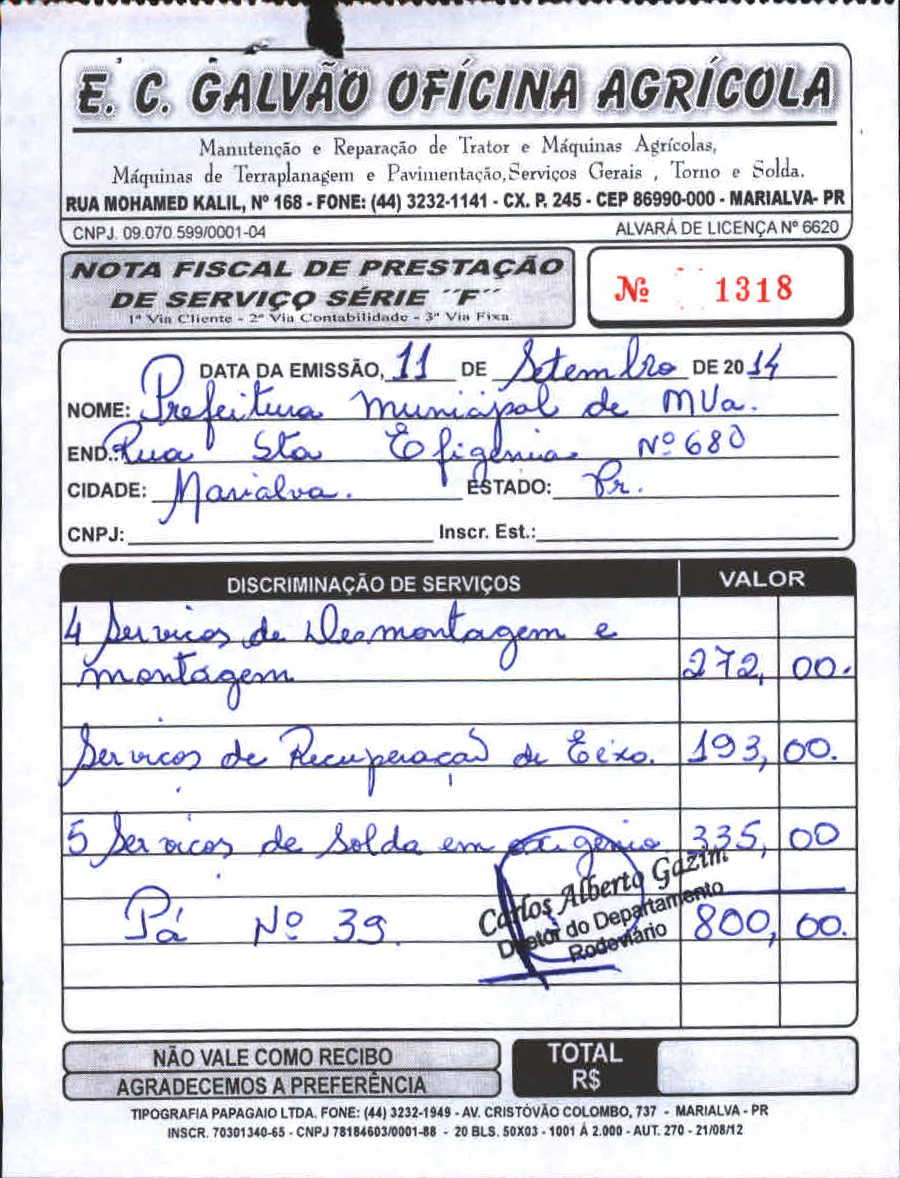 E. C. GALVÃO OFÍCINA AGRÍCOLA
Manutenção e Reparação de Trator e Máquinas Agrícolas,
Máquinas de Terraplanagem e Pavimentação,Serviços Gerais , Torno e Solda.
RUA MOHAMED KALIL, Nº 168 - FONE: (44) 3232-1141 - CX. P. 245 - CEP 86990-000 - MARIALVA- PR
CNPJ. 09.070 599/0001-04 ALVARÁ DE LICENÇA Nº 6620
NOTA FISCAL DE PRESTAÇÃO
DE SERVIÇO SÉRIE "F"
1ª Via Cliente - 2ª Via Contabilidade - 3ª Via Fixa
Nº 1318
DATA DA EMISSÃO, 11 DE Setembro DE 2014
NOME: Prefeitura Municipal de MVa.
END.: Rua Sta Efigênia Nº 680
CIDADE: Marialva. ESTADO: Pr.
CNPJ: Inscr. Est.:
DISCRIMINAÇÃO DE SERVIÇOS VALOR
4 Servicos de Desmontagem e
montagem 272, 00.
Servicos de Recuperação de Eixo. 193, 00.
5 Servicos de Solda em oxigenio 335, 00
Pá Nº 39. 800, 00.
Carlos Alberto Gazim
Diretor do Departamento
Rodoviário
NÃO VALE COMO RECIBO
AGRADECEMOS A PREFERÊNCIA
TOTAL
R$
TIPOGRAFIA PAPAGAIO LTDA. FONE: (44) 3232-1949 - AV. CRISTÓVÃO COLOMBO, 737 - MARIALVA - PR
INSCR. 70301340-65 - CNPJ 78184603/0001-88 - 20 BLS. 50X03 - 1001 Á 2.000 - AUT. 270 - 21/08/12